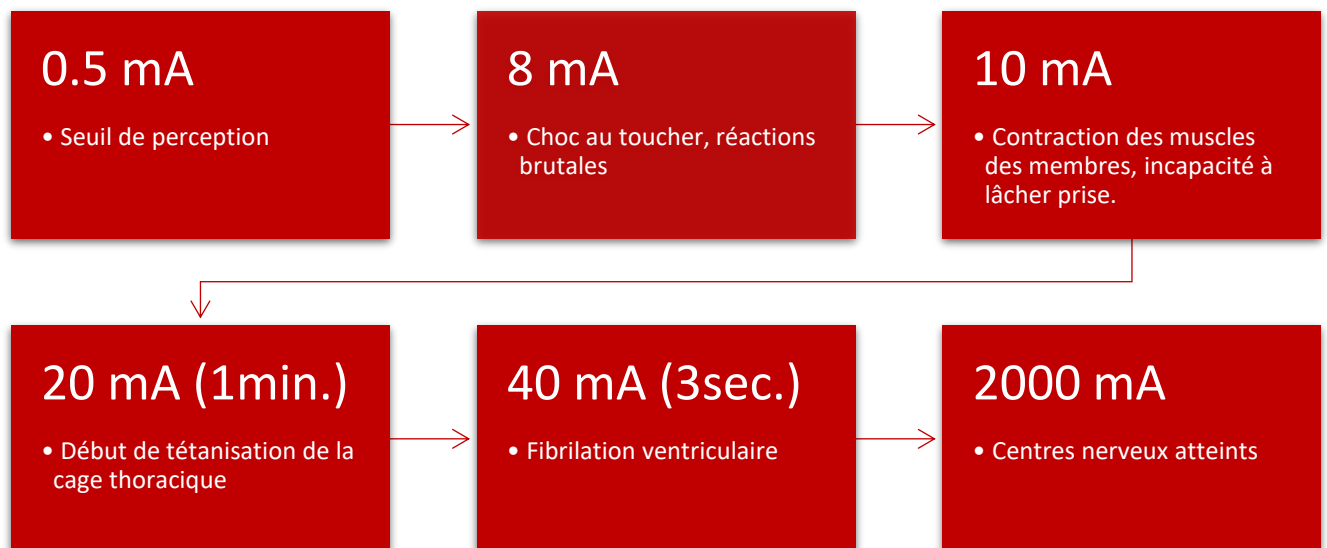 0.5 mA
• Seuil de perception
8 mA
• Choc au toucher, réactions
brutales
10 mA
• Contraction des muscles
des membres, incapacité à
lâcher prise.
20 mA (1min.)
• Début de tétanisation de la
cage thoracique
40 mA (3sec.)
• Fibrilation ventriculaire
2000 mA
• Centres nerveux atteints